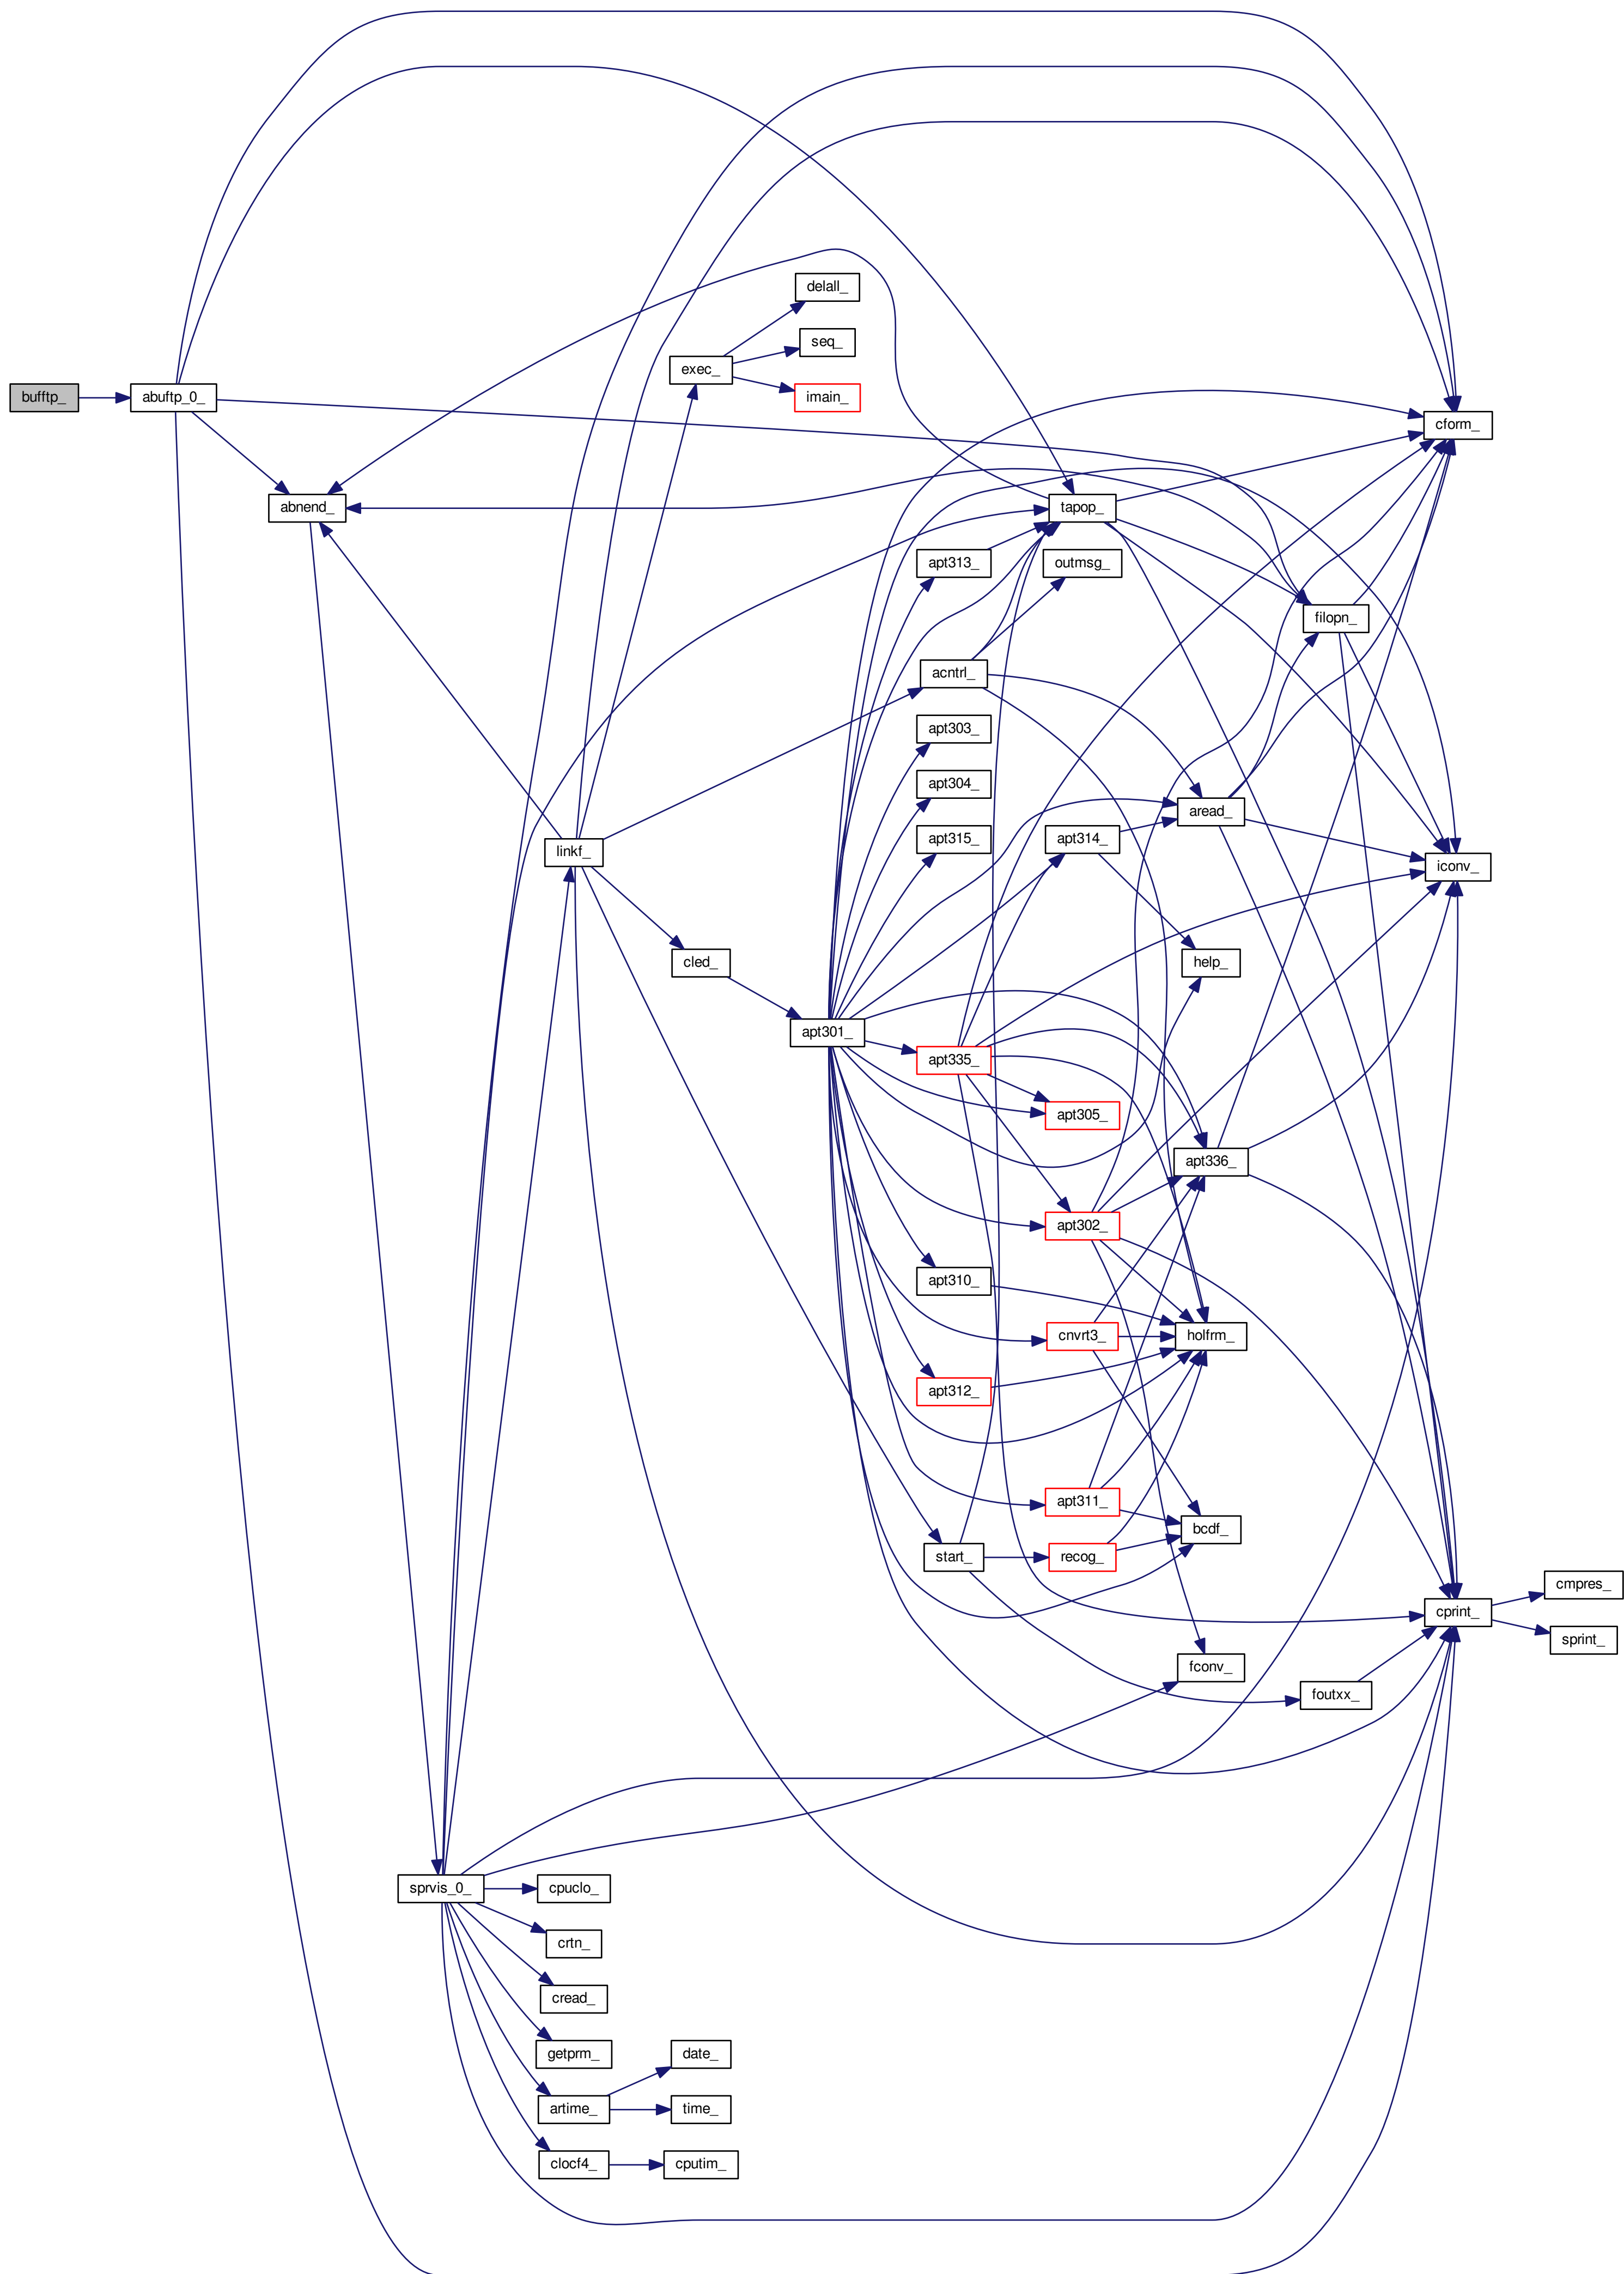 delall_
seq_
exec_
bufftp_
abuftp_0_
imain_
cform_
abnend_
tapop_
apt313_
outmsg_
filopn_
acntrl_
apt303_
apt304_
aread_
apt315_
apt314_
linkf_
iconv_
cled_
help_
apt301_
apt335_
apt305_
apt336_
apt302_
apt310_
cnvrt3_
holfrm_
apt312_
apt311_
bcdf_
start_
recog_
cmpres_
cprint_
sprint_
fconv_
foutxx_
sprvis_0_
cpuclo_
crtn_
cread_
getprm_
date_
artime_
time_
clocf4_
cputim_